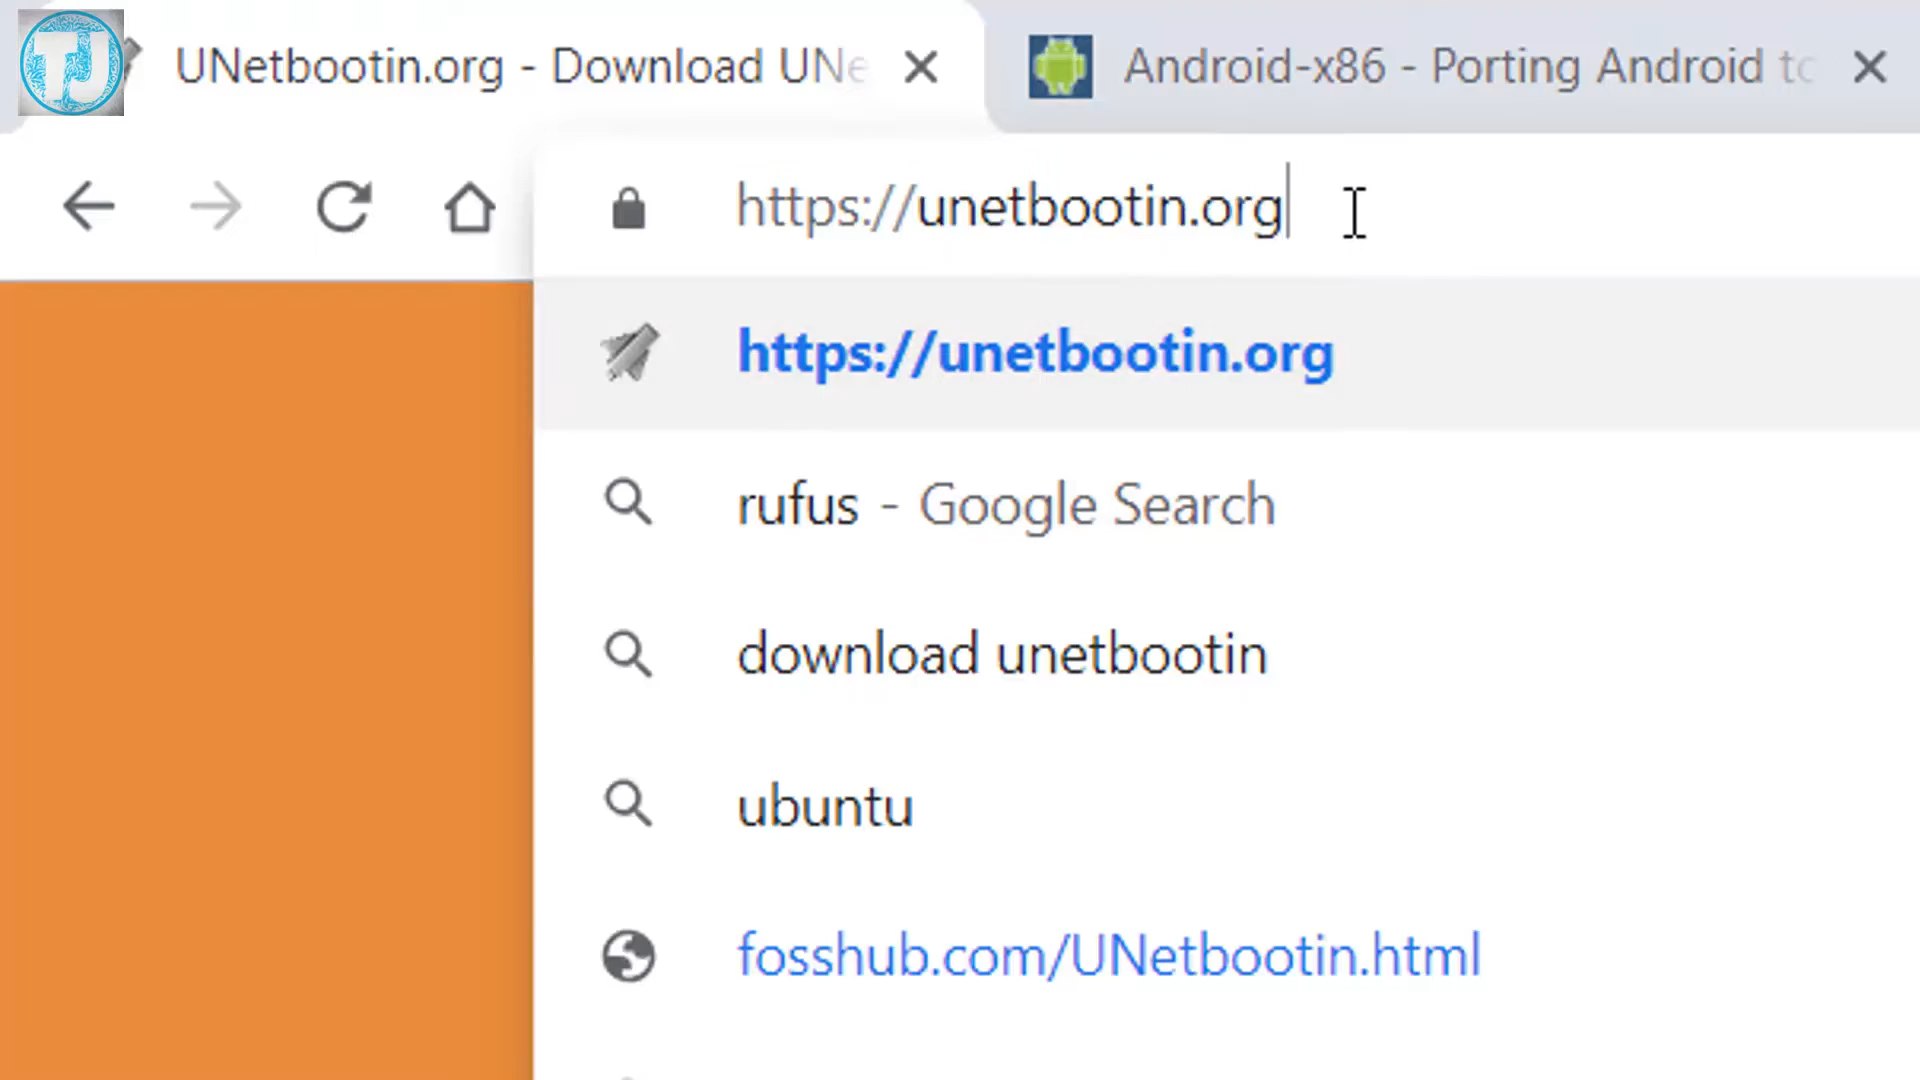 TJ
UNetbootin.org - Download UNe
Android-x86 - Porting Android to
https://unetbootin.org
https://unetbootin.org
rufus - Google Search
download unetbootin
ubuntu
fosshub.com/UNetbootin.html